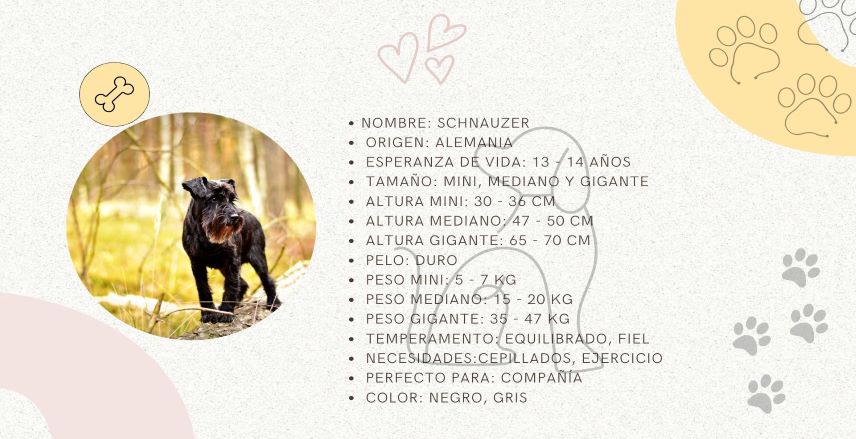 • NOMBRE: SCHNAUZER
• ORIGEN: ALEMANIA
• ESPERANZA DE VIDA: 13 - 14 AÑOS
• TAMAÑO: MINI, MEDIANO Y GIGANTE
• ALTURA MINI: 30 - 36 CM
• ALTURA MEDIANO: 47 - 50 CM
• ALTURA GIGANTE: 65 - 70 CM
• PELO: DURO
• PESO MINI: 5 - 7 KG
• PESO MEDIANO: 15 - 20 KG
• PESO GIGANTE: 35 - 47 KG
• TEMPERAMENTO: EQUILIBRADO, FIEL
• NECESIDADES:CEPILLADOS, EJERCICIO
• PERFECTO PARA: COMPAÑÍA
• COLOR: NEGRO, GRIS